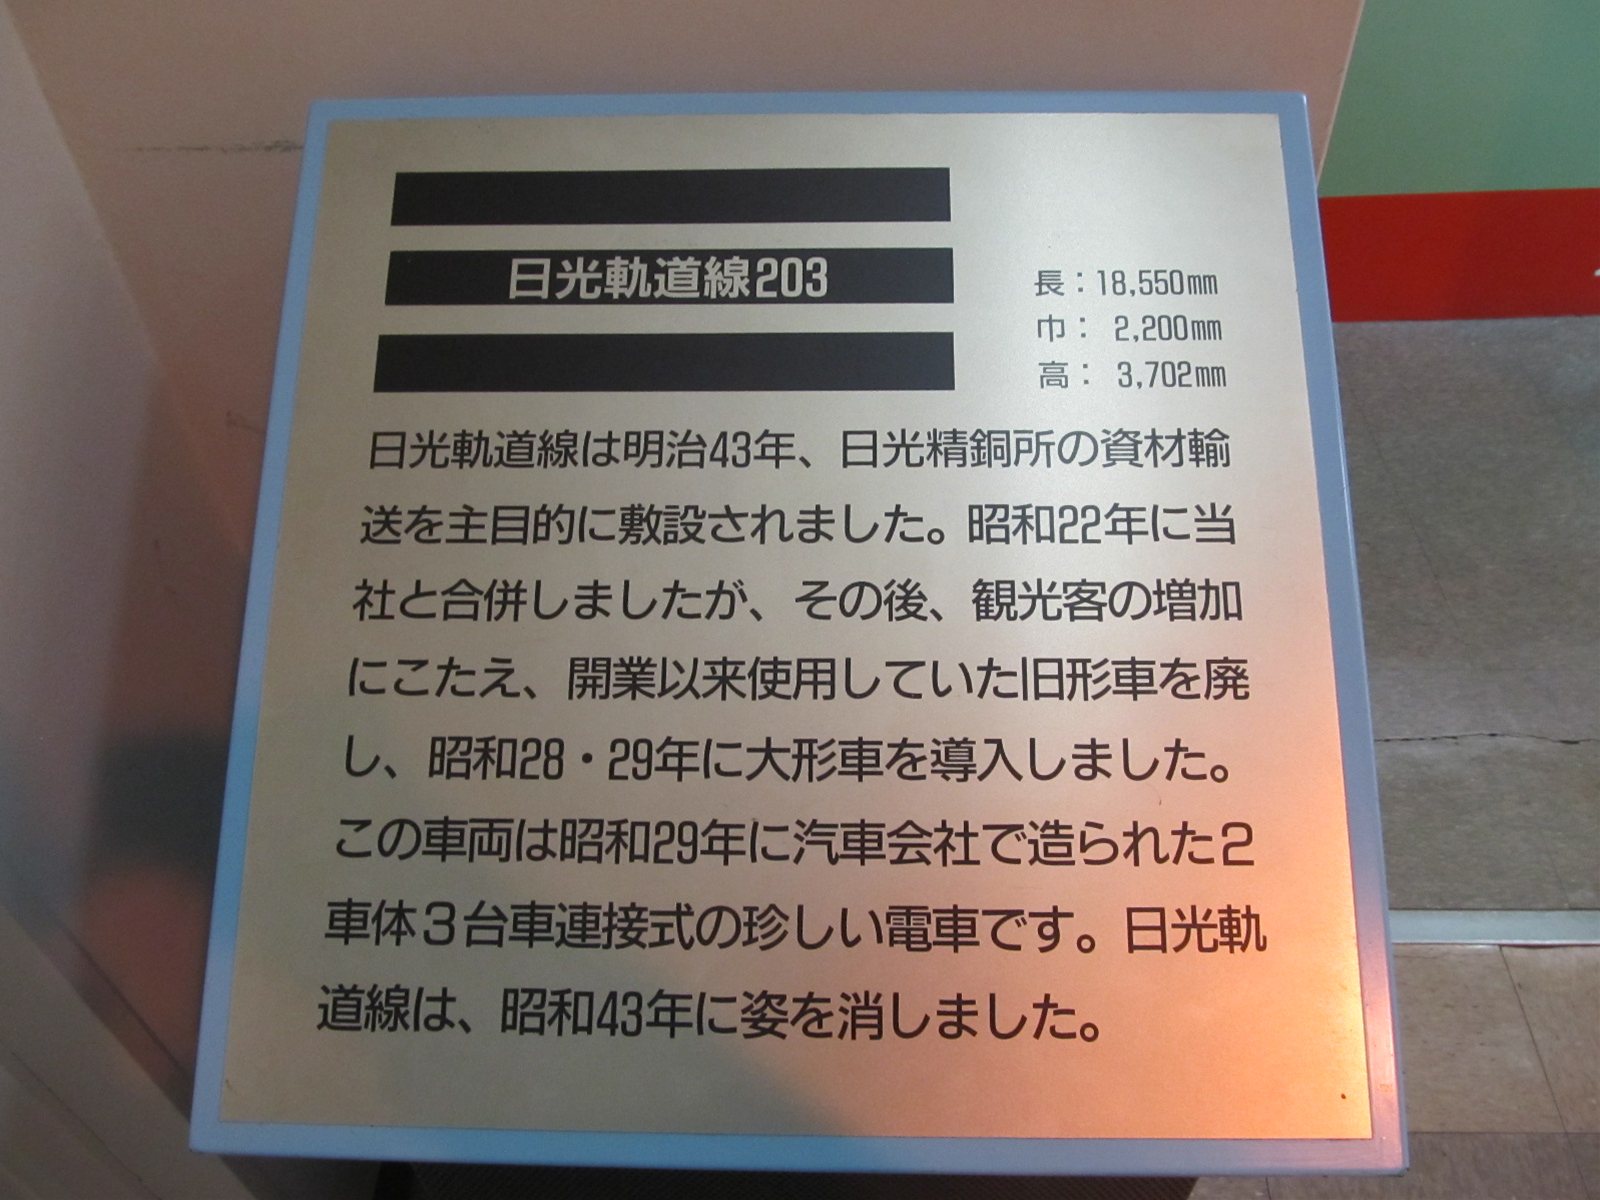 日光軌道線203
長：18,550㎜
巾： 2,200㎜
高： 3,702㎜
日光軌道線は明治43年、日光精銅所の資材輸
送を主目的に敷設されました。昭和22年に当
社と合併しましたが、その後、観光客の増加
にこたえ、開業以来使用していた旧形車を廃
し、昭和28・29年に大形車を導入しました。
この車両は昭和29年に汽車会社で造られた２
車体３台車連接式の珍しい電車です。日光軌
道線は、昭和43年に姿を消しました。